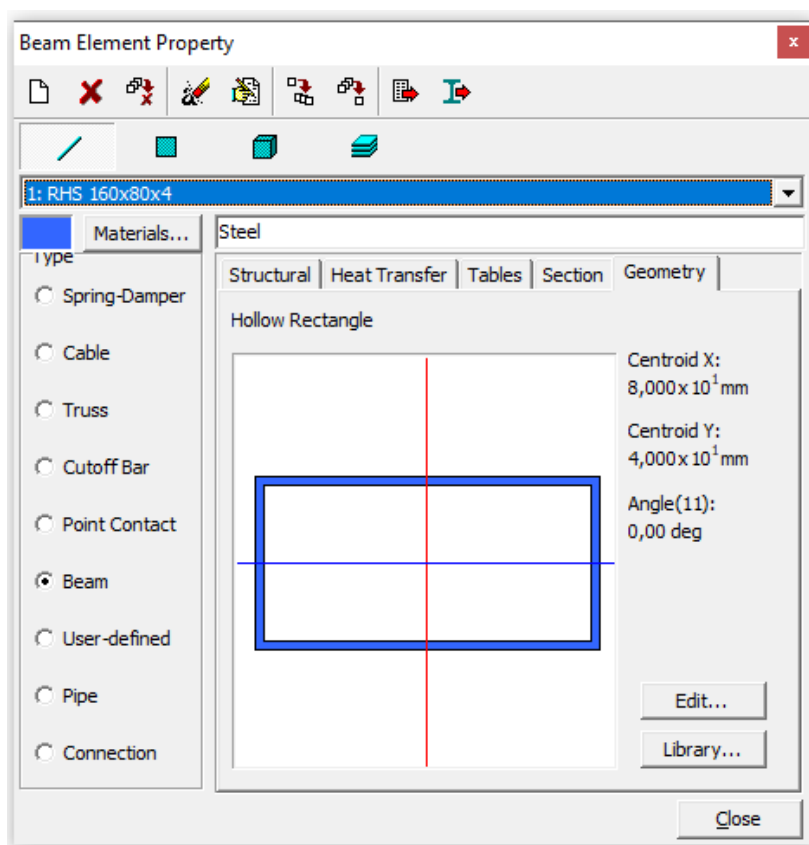 Beam Element Property
x
1: RHS 160x80x4
Materials...
Steel
Type
Spring-Damper
Cable
Truss
Cutoff Bar
Point Contact
Beam
User-defined
Pipe
Connection
Structural
Heat Transfer
Tables
Section
Geometry
Hollow Rectangle
Centroid X:
8,000x10¹mm
Centroid Y:
4,000x10¹mm
Angle(11):
0,00 deg
Edit...
Library...
Close